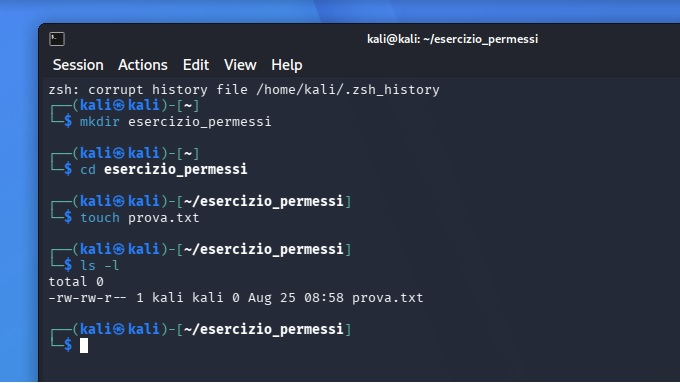 kali@kali: ~/esercizio_permessi
Session Actions Edit View Help
zsh: corrupt history file /home/kali/.zsh_history
┌──(kali㉿kali)-[~]
└─$ mkdir esercizio_permessi
┌──(kali㉿kali)-[~]
└─$ cd esercizio_permessi
┌──(kali㉿kali)-[~/esercizio_permessi]
└─$ touch prova.txt
┌──(kali㉿kali)-[~/esercizio_permessi]
└─$ ls -l
total 0
-rw-rw-r-- 1 kali kali 0 Aug 25 08:58 prova.txt
┌──(kali㉿kali)-[~/esercizio_permessi]
└─$